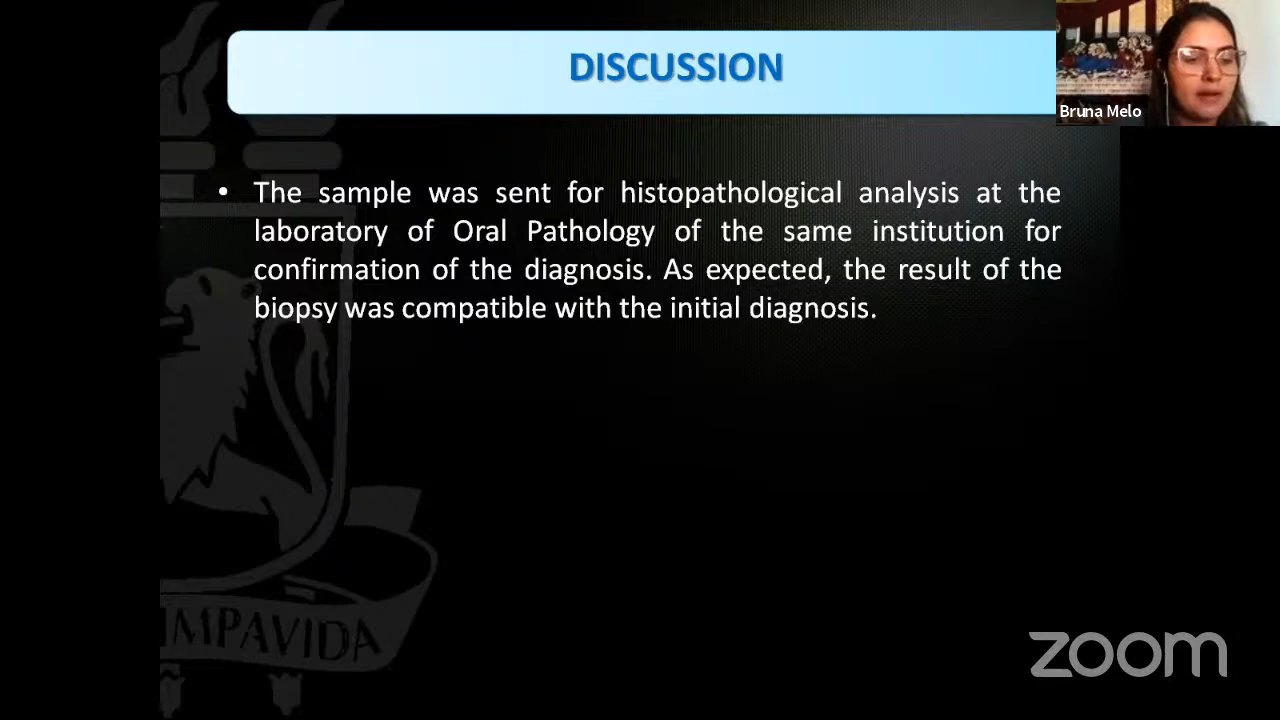 DISCUSSION
Bruna Melo
• The sample was sent for histopathological analysis at the
laboratory of Oral Pathology of the same institution for
confirmation of the diagnosis. As expected, the result of the
biopsy was compatible with the initial diagnosis.
IMPAVIDA
zoom